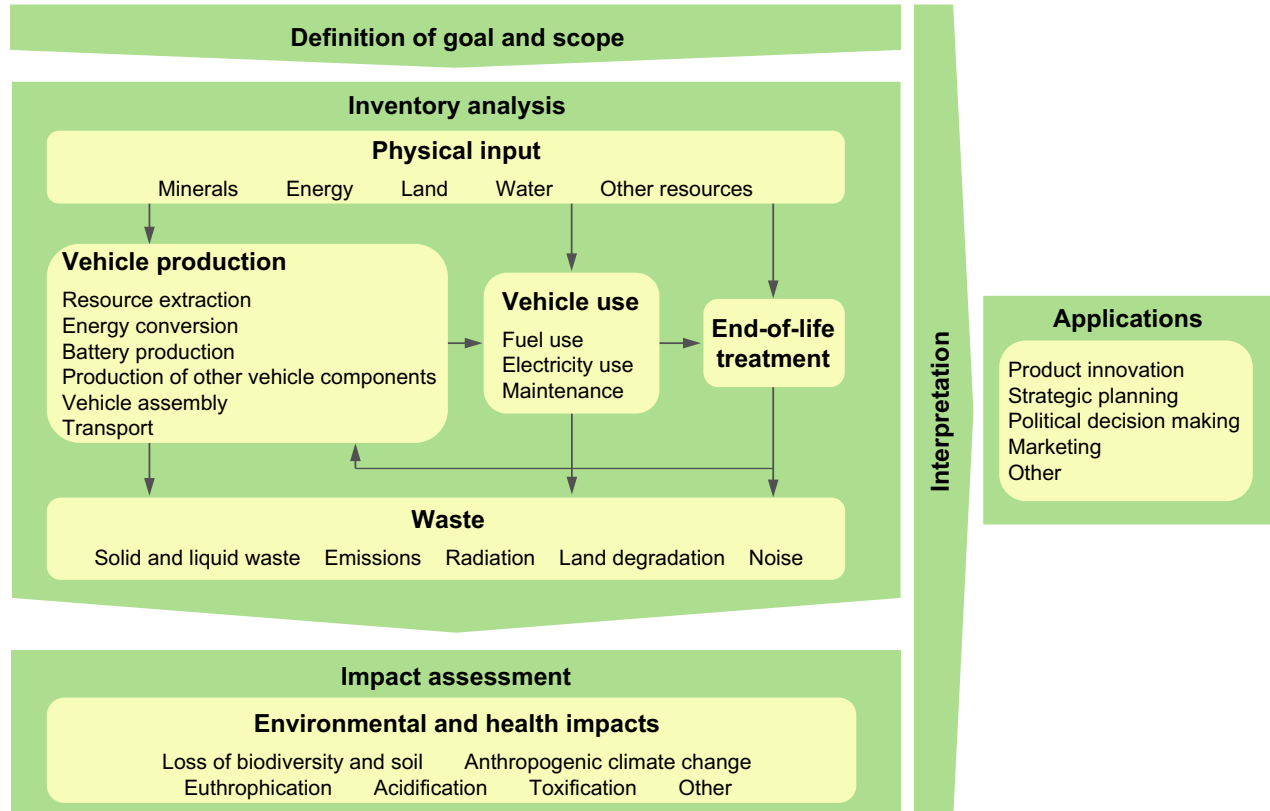 Definition of goal and scope
Inventory analysis
Physical input
Minerals Energy Land Water Other resources
Vehicle production
Resource extraction
Energy conversion
Battery production
Production of other vehicle components
Vehicle assembly
Transport
Vehicle use
Fuel use
Electricity use
Maintenance
End-of-life
treatment
Waste
Solid and liquid waste Emissions Radiation Land degradation Noise
Impact assessment
Environmental and health impacts
Loss of biodiversity and soil Anthropogenic climate change
Euthrophication Acidification Toxification Other
Interpretation
Applications
Product innovation
Strategic planning
Political decision making
Marketing
Other